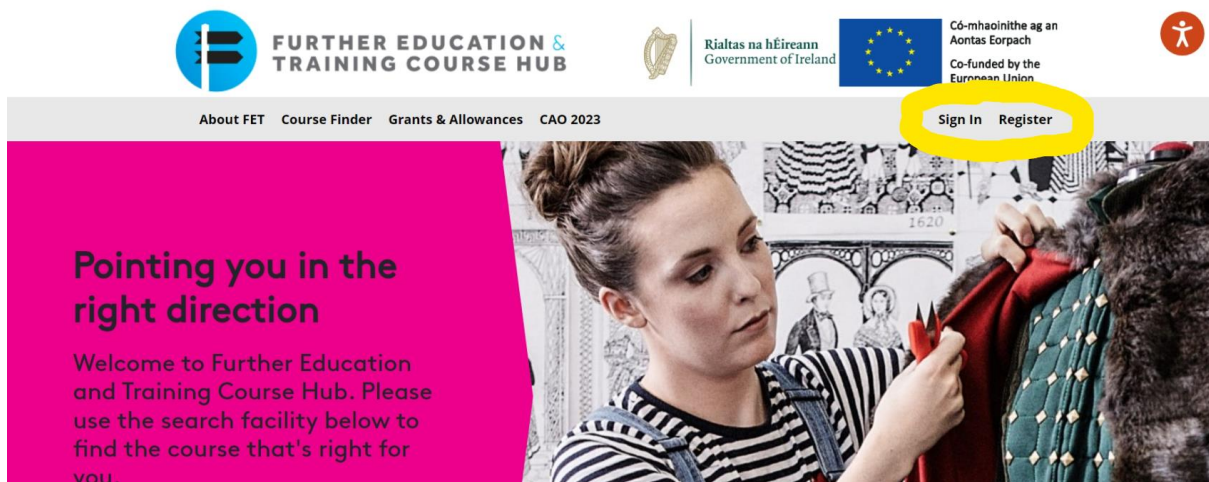 FURTHER EDUCATION &
TRAINING COURSE HUB
Rialtas na hÉireann
Government of Ireland
Có-mhaoinithe ag an
Aontas Eorpach
Co-funded by the
European Union
About FET Course Finder Grants & Allowances CAO 2023 Sign In Register
1620
Pointing you in the
right direction
Welcome to Further Education
and Training Course Hub. Please
use the search facility below to
find the course that's right for
you.